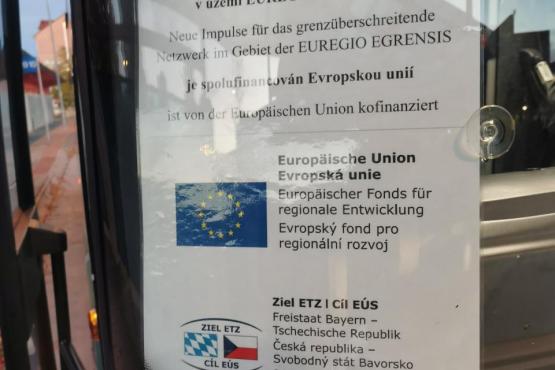 v území EUREG
Neue Impulse für das grenzüberschreitende
Netzwerk im Gebiet der EUREGIO EGRENSIS
je spolufinancován Evropskou unií
ist von der Europäischen Union kofinanziert
Europäische Union
Evropská unie
Europäischer Fonds für
regionale Entwicklung
Evropský fond pro
regionální rozvoj
Ziel ETZ | Cíl EÚS
Freistaat Bayern –
Tschechische Republik
Česká republika –
Svobodný stát Bavorsko
ZIEL ETZ
CÍL EÚS